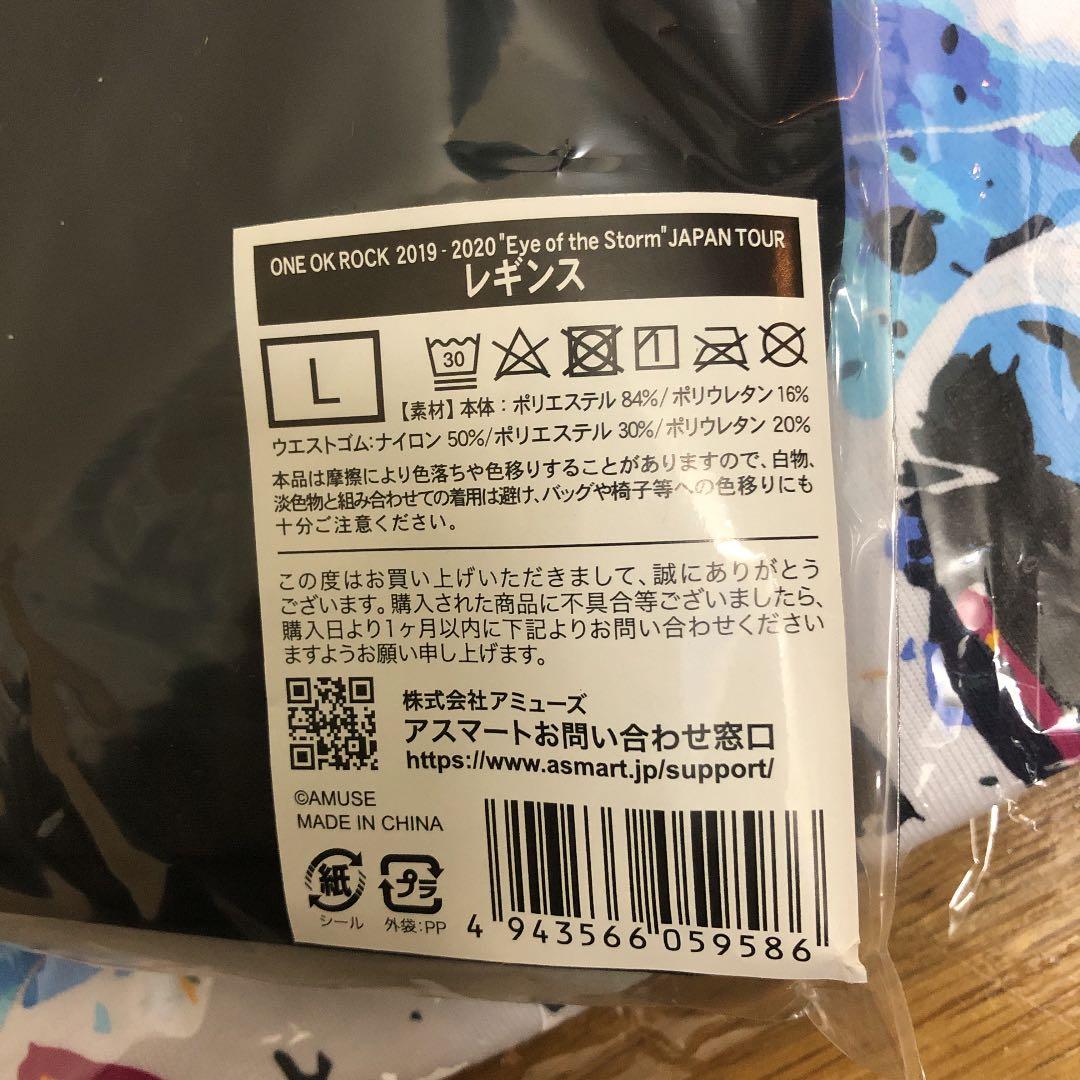 ONE OK ROCK 2019 - 2020 "Eye of the Storm" JAPAN TOUR
レギンス
L
30
【素材】本体：ポリエステル 84%/ポリウレタン 16%
ウエストゴム:ナイロン 50%/ポリエステル 30%/ポリウレタン 20%
本品は摩擦により色落ちや色移りすることがありますので、白物、
淡色物と組み合わせての着用は避け、バッグや椅子等への色移りにも
十分ご注意ください。
この度はお買い上げいただきまして、誠にありがとう
ございます。購入された商品に不具合等ございましたら、
購入日より1ヶ月以内に下記よりお問い合わせください
ますようお願い申し上げます。
株式会社アミューズ
アスマートお問い合わせ窓口
https://www.asmart.jp/support/
©AMUSE
MADE IN CHINA
紙 プラ
シール 外袋:PP
4 943566 059586